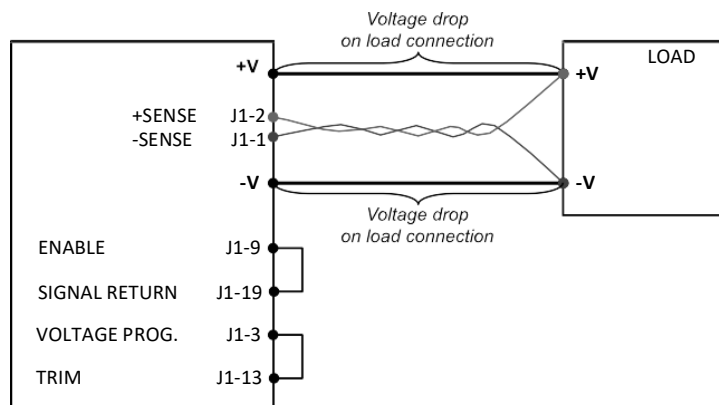 Voltage drop
on load connection
LOAD
+V
+V
+SENSE J1-2
-SENSE J1-1
-V
-V
Voltage drop
on load connection
ENABLE J1-9
SIGNAL RETURN J1-19
VOLTAGE PROG. J1-3
TRIM J1-13